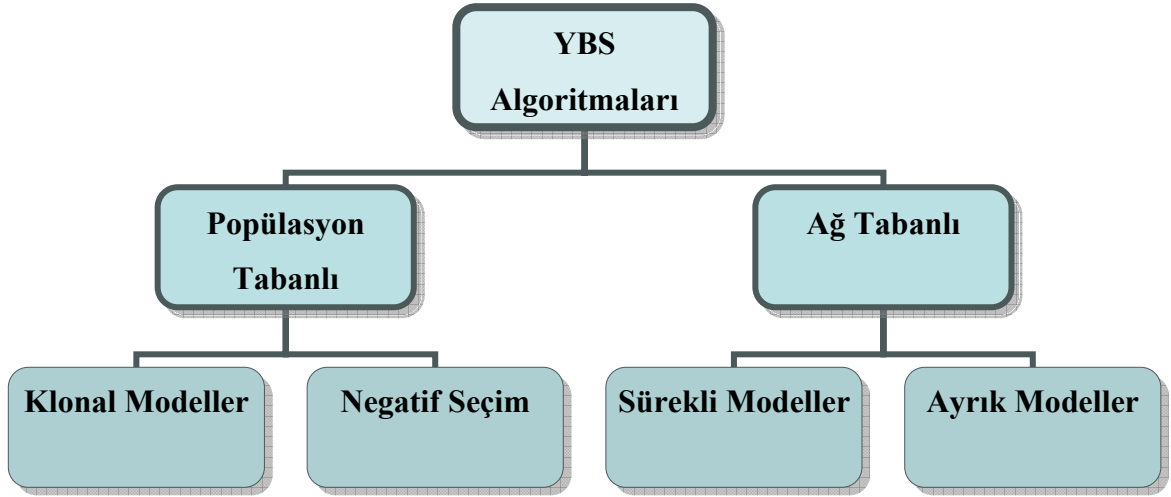 YBS
Algoritmaları
Popülasyon
Tabanlı
Ağ Tabanlı
Klonal Modeller
Negatif Seçim
Sürekli Modeller
Ayrık Modeller